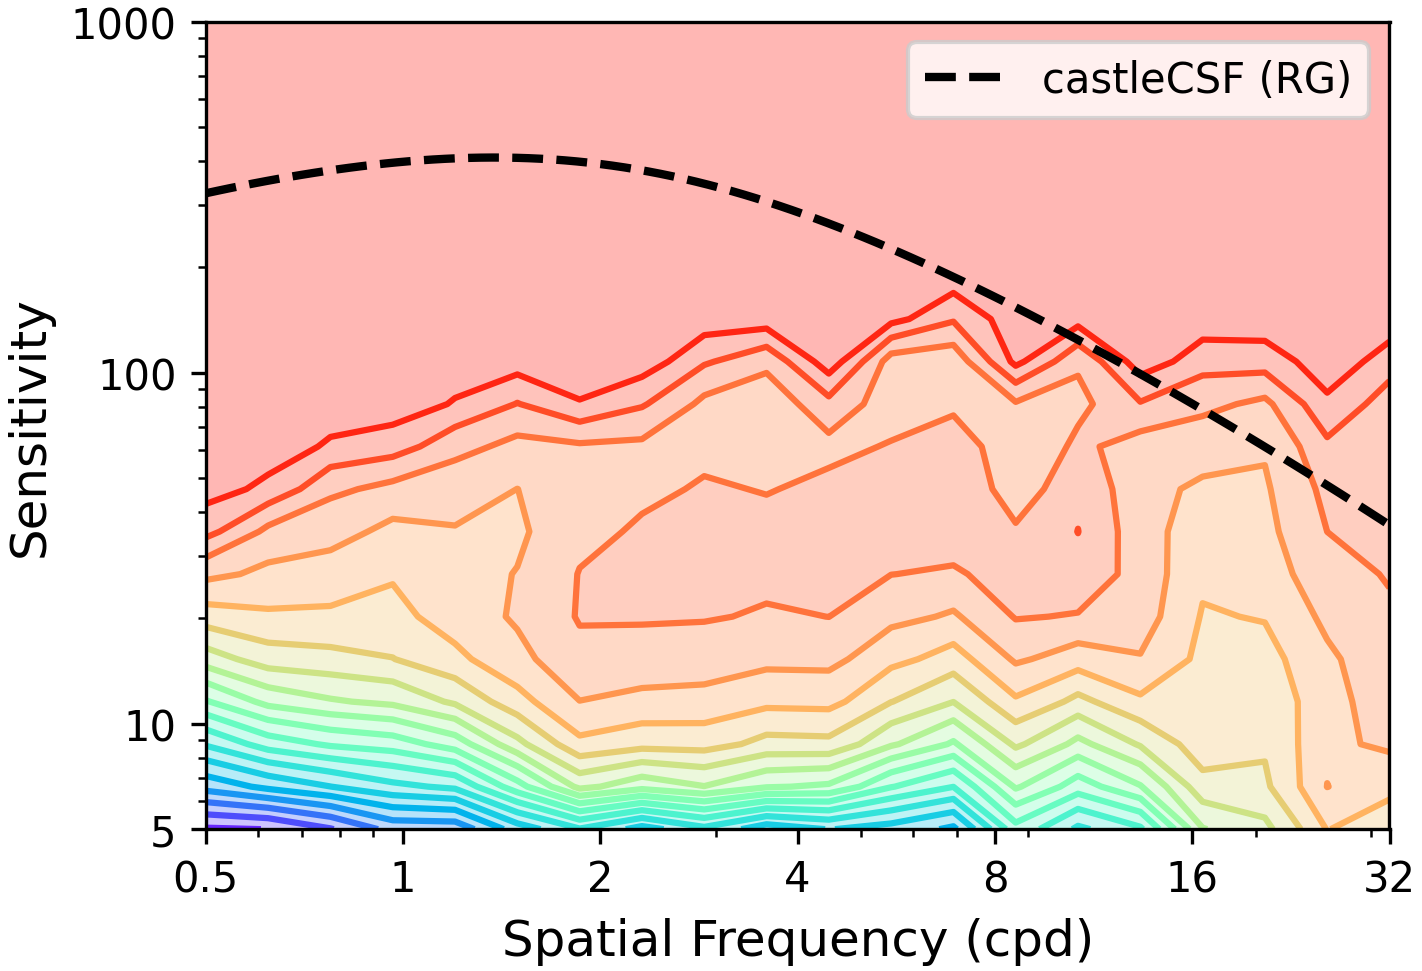 1000
100
10
5
Sensitivity
castleCSF (RG)
0.5 1 2 4 8 16 32
Spatial Frequency (cpd)